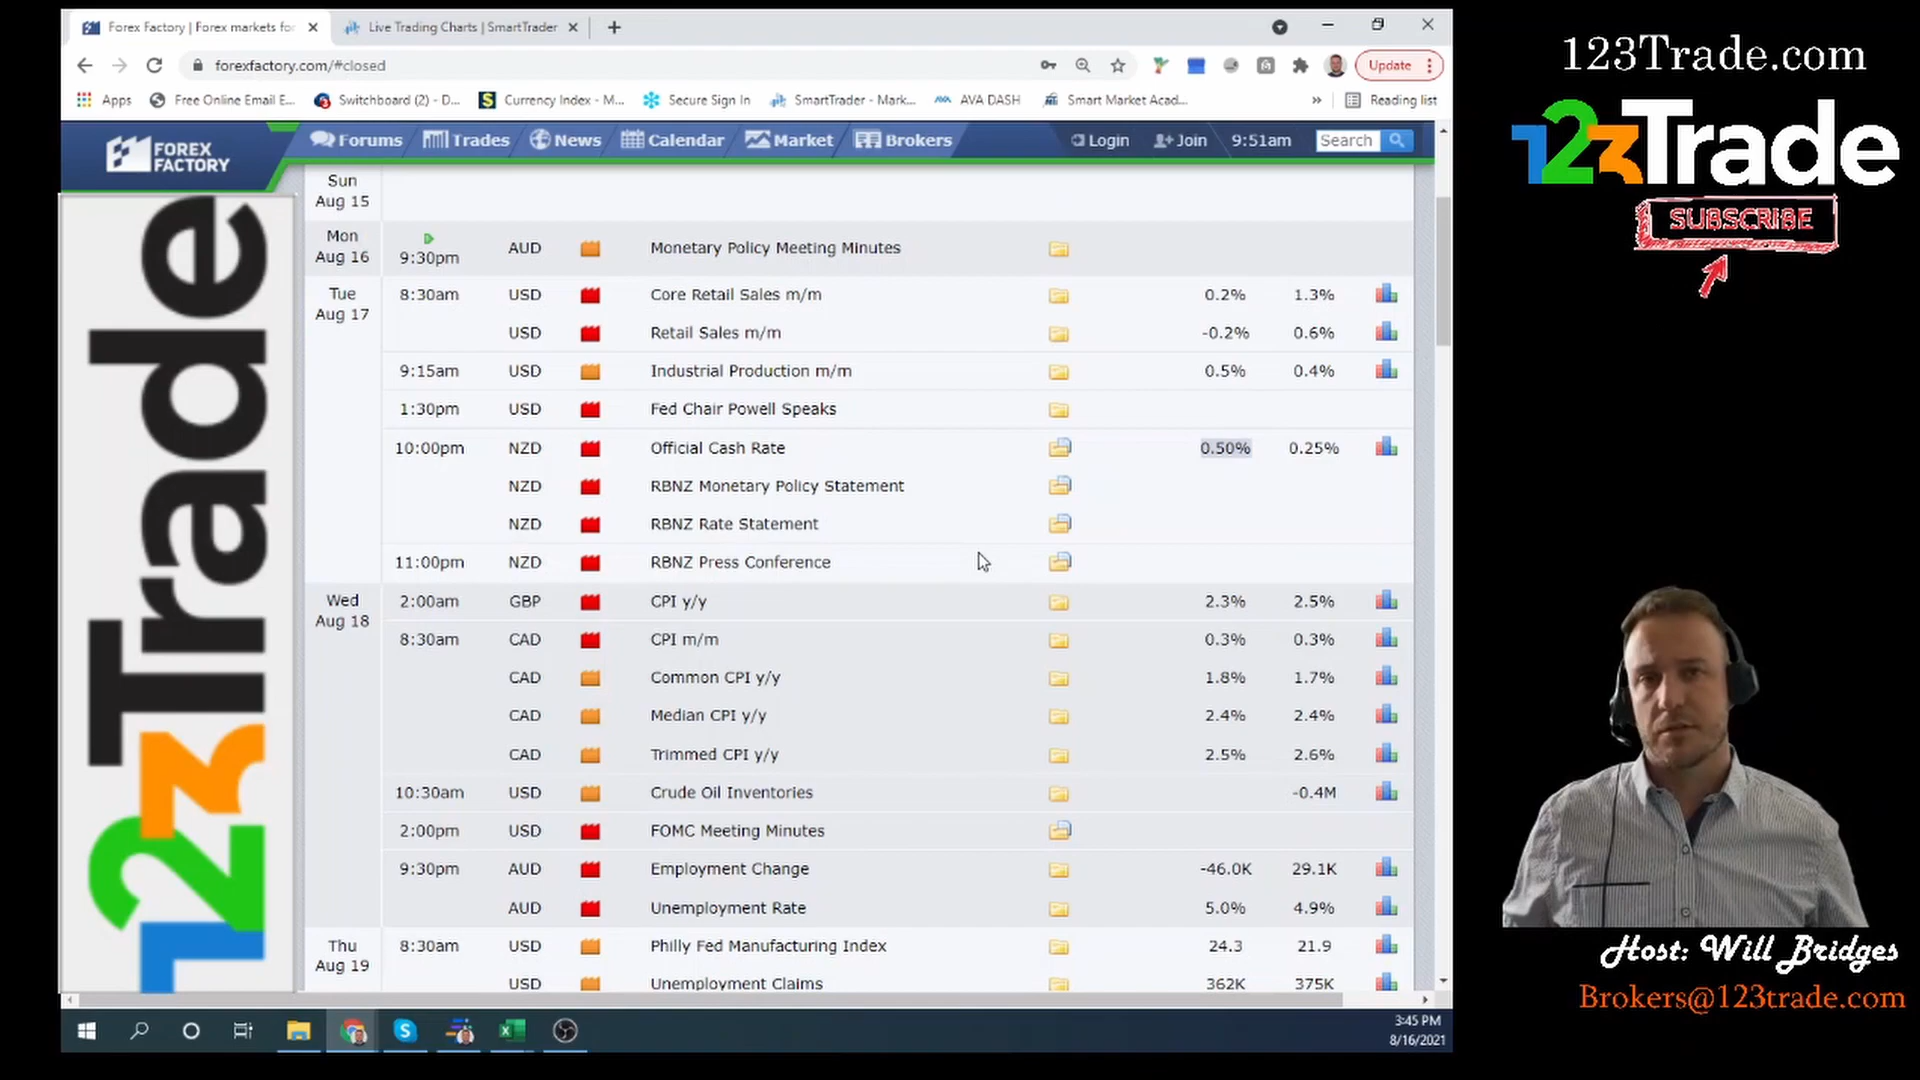 Forex Factory | Forex markets for
Live Trading Charts | SmartTrader
forexfactory.com/#closed
Update
Apps
Free Online Email E...
Switchboard (2) - D...
Currency Index - M...
Secure Sign In
SmartTrader - Mark...
AVA DASH
Smart Market Acad...
»
Reading list
FOREX FACTORY
Forums
Trades
News
Calendar
Market
Brokers
Login
Join
9:51am
Search
Sun
Aug 15
Mon
Aug 16
9:30pm AUD Monetary Policy Meeting Minutes
Tue
Aug 17
8:30am USD Core Retail Sales m/m 0.2% 1.3%
USD Retail Sales m/m -0.2% 0.6%
9:15am USD Industrial Production m/m 0.5% 0.4%
1:30pm USD Fed Chair Powell Speaks
10:00pm NZD Official Cash Rate 0.50% 0.25%
NZD RBNZ Monetary Policy Statement
NZD RBNZ Rate Statement
11:00pm NZD RBNZ Press Conference
Wed
Aug 18
2:00am GBP CPI y/y 2.3% 2.5%
8:30am CAD CPI m/m 0.3% 0.3%
CAD Common CPI y/y 1.8% 1.7%
CAD Median CPI y/y 2.4% 2.4%
CAD Trimmed CPI y/y 2.5% 2.6%
10:30am USD Crude Oil Inventories -0.4M
2:00pm USD FOMC Meeting Minutes
9:30pm AUD Employment Change -46.0K 29.1K
AUD Unemployment Rate 5.0% 4.9%
Thu
Aug 19
8:30am USD Philly Fed Manufacturing Index 24.3 21.9
USD Unemployment Claims 362K 375K
123Trade
3:45 PM
8/16/2021
123Trade.com
123Trade
SUBSCRIBE
Host: Will Bridges
Brokers@123trade.com